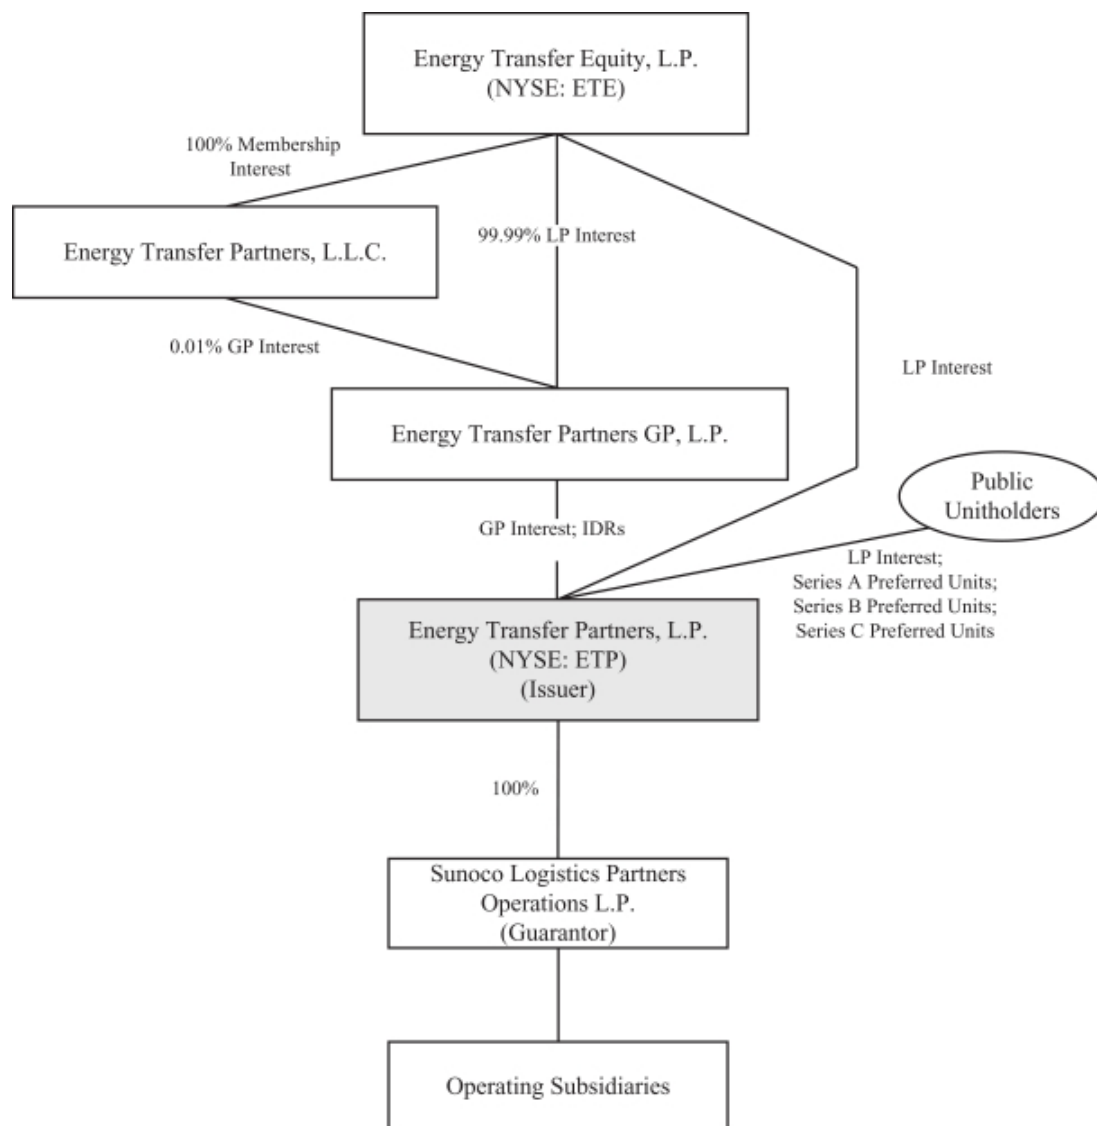 Energy Transfer Equity, L.P.
(NYSE: ETE)
100% Membership
Interest
99.99% LP Interest
Energy Transfer Partners, L.L.C.
0.01% GP Interest
LP Interest
Energy Transfer Partners GP, L.P.
Public
Unitholders
GP Interest; IDRs
LP Interest;
Series A Preferred Units;
Series B Preferred Units;
Series C Preferred Units
Energy Transfer Partners, L.P.
(NYSE: ETP)
(Issuer)
100%
Sunoco Logistics Partners
Operations L.P.
(Guarantor)
Operating Subsidiaries